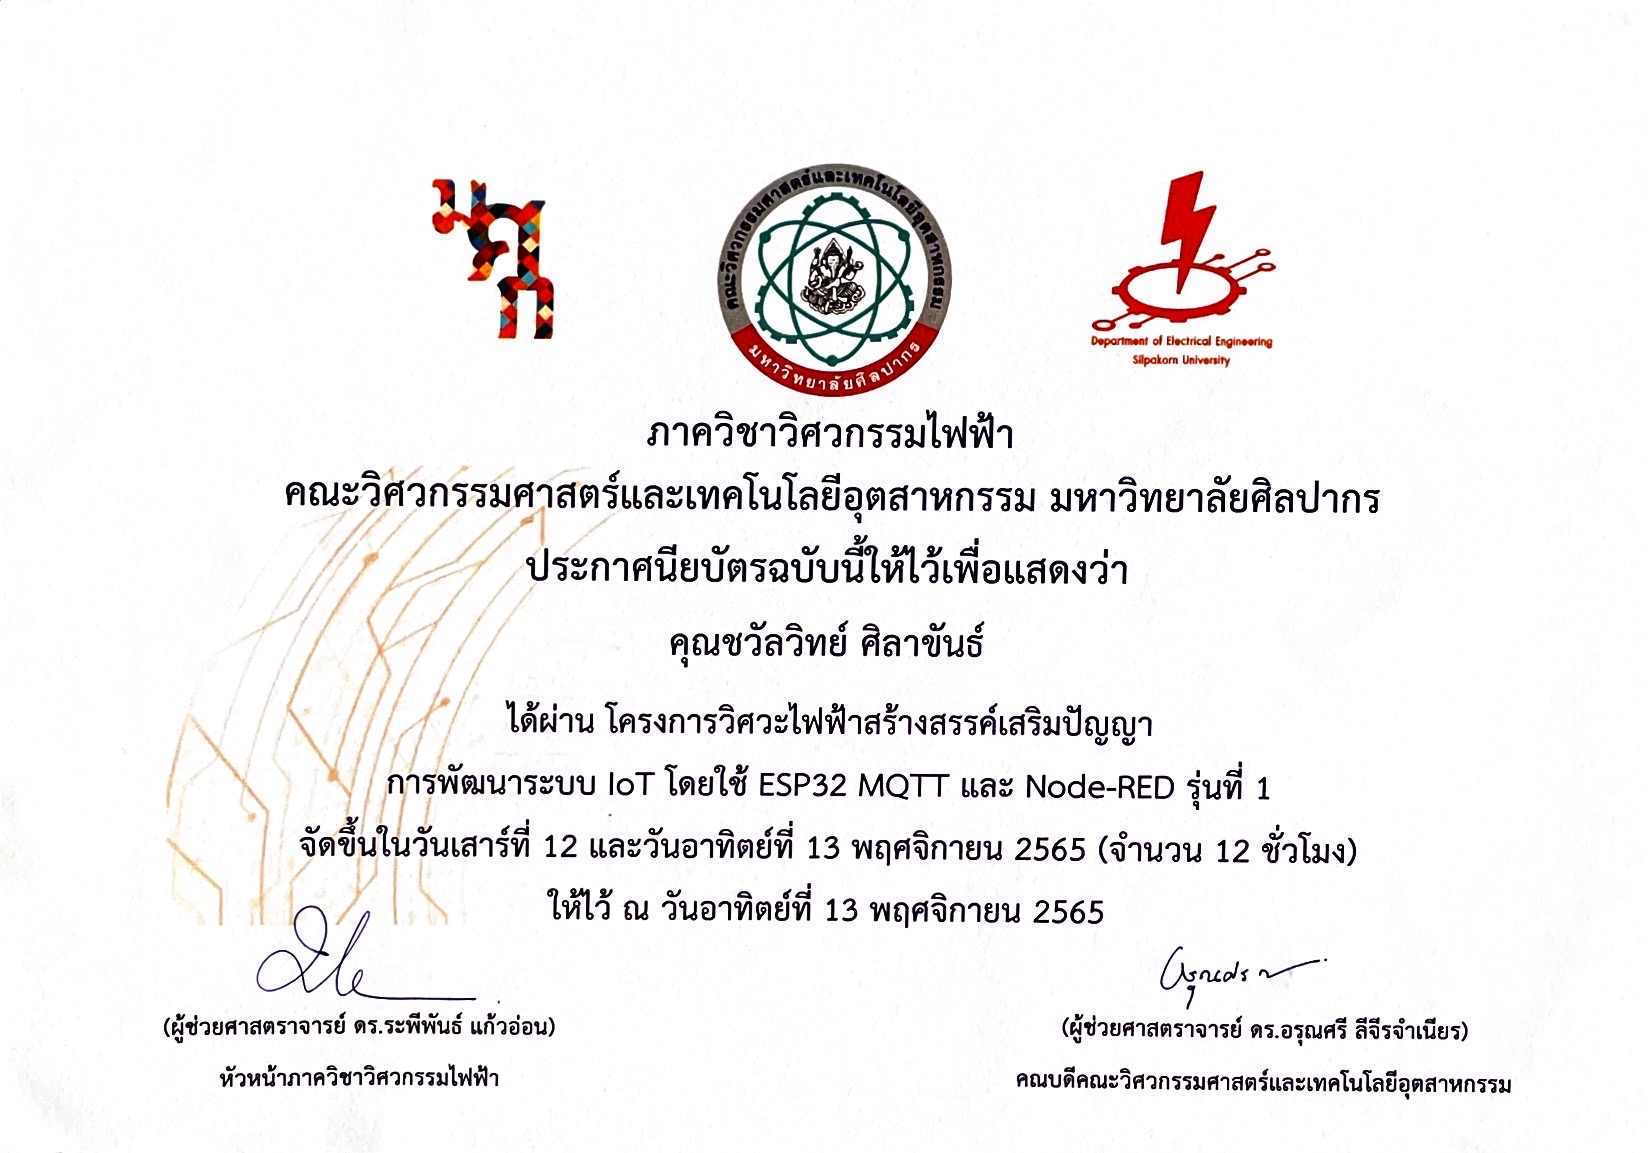 มศก
คณะวิศวกรรมศาสตร์และเทคโนโลยีอุตสาหกรรม
มหาวิทยาลัยศิลปากร
Department of Electrical Engineering
Silpakorn University
ภาควิชาวิศวกรรมไฟฟ้า
คณะวิศวกรรมศาสตร์และเทคโนโลยีอุตสาหกรรม มหาวิทยาลัยศิลปากร
ประกาศนียบัตรฉบับนี้ให้ไว้เพื่อแสดงว่า
คุณชวัลวิทย์ ศิลาขันธ์
ได้ผ่าน โครงการวิศวะไฟฟ้าสร้างสรรค์เสริมปัญญา
การพัฒนาระบบ IoT โดยใช้ ESP32 MQTT และ Node-RED รุ่นที่ 1
จัดขึ้นในวันเสาร์ที่ 12 และวันอาทิตย์ที่ 13 พฤศจิกายน 2565 (จำนวน 12 ชั่วโมง)
ให้ไว้ ณ วันอาทิตย์ที่ 13 พฤศจิกายน 2565
(ผู้ช่วยศาสตราจารย์ ดร.ระพีพันธ์ แก้วอ่อน)
หัวหน้าภาควิชาวิศวกรรมไฟฟ้า
(ผู้ช่วยศาสตราจารย์ ดร.อรุณศรี ลีจีรจำเนียร)
คณบดีคณะวิศวกรรมศาสตร์และเทคโนโลยีอุตสาหกรรม